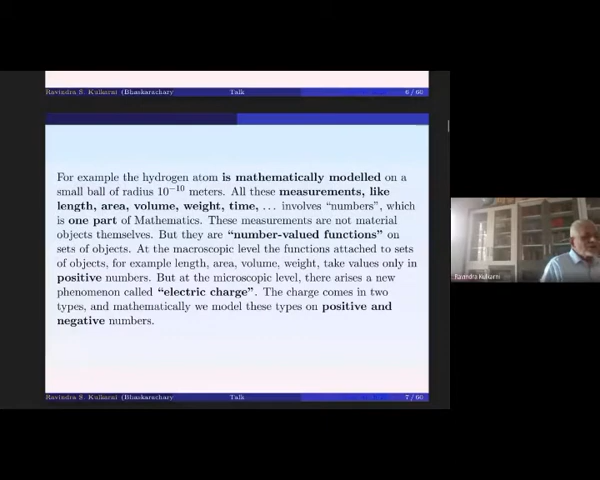 Ravindra S. Kulkarni (Bhaskarachary
Talk
6 / 60
For example the hydrogen atom is mathematically modelled on a
small ball of radius 10⁻¹⁰ meters. All these measurements, like
length, area, volume, weight, time, ... involves “numbers”, which
is one part of Mathematics. These measurements are not material
objects themselves. But they are “number-valued functions” on
sets of objects. At the macroscopic level the functions attached to sets
of objects, for example length, area, volume, weight, take values only in
positive numbers. But at the microscopic level, there arises a new
phenomenon called “electric charge”. The charge comes in two
types, and mathematically we model these types on positive and
negative numbers.
Ravindra Kulkarni
Ravindra S. Kulkarni (Bhaskarachary
Talk
7 / 60